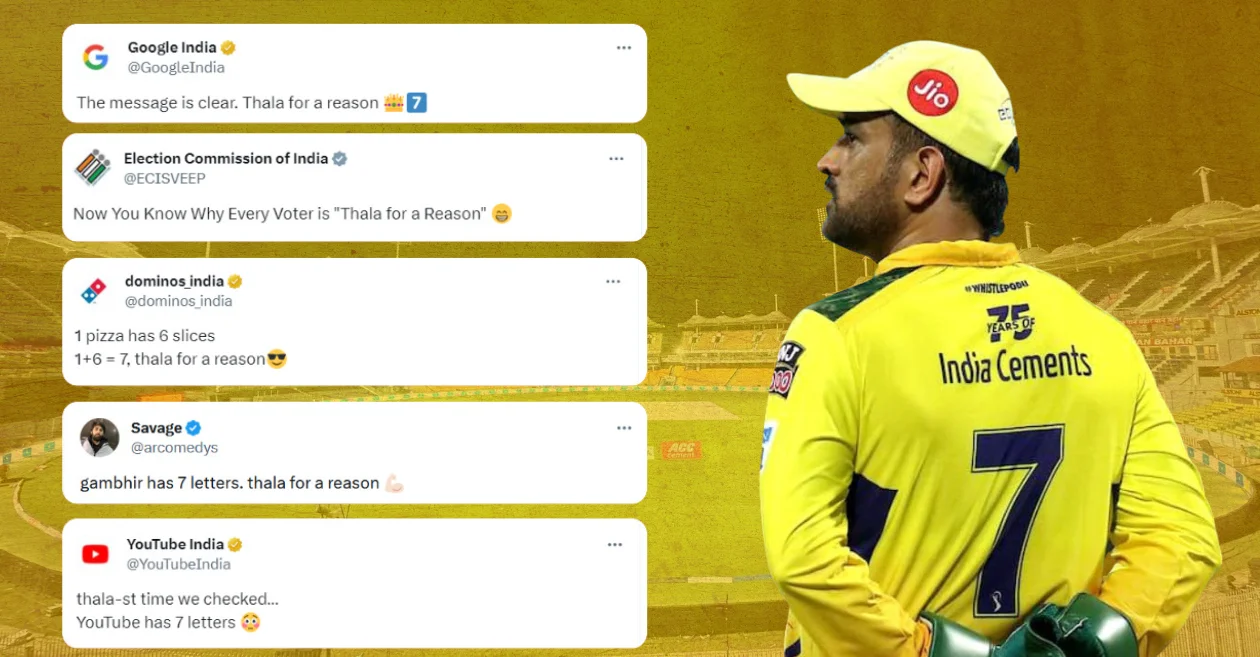 Google India
@GoogleIndia
The message is clear. Thala for a reason 👑7️⃣
Election Commission of India
@ECISVEEP
Now You Know Why Every Voter is "Thala for a Reason" 😁
dominos_india
@dominos_india
1 pizza has 6 slices
1+6 = 7, thala for a reason😎
Savage
@arcomedys
gambhir has 7 letters. thala for a reason 💪🏻
YouTube India
@YouTubeIndia
thala-st time we checked...
YouTube has 7 letters 😳
Jio
#WHISTLEPODU
75
YEARS OF
India Cements
7
ACC
cement